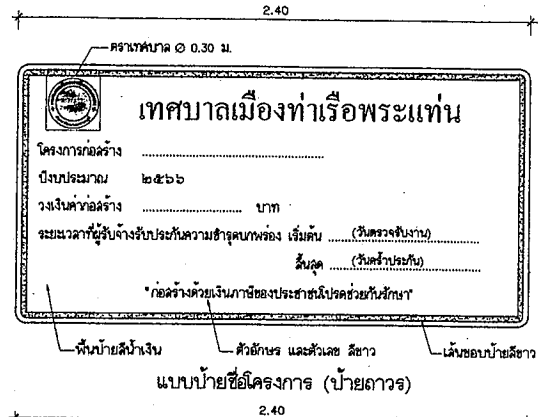 2.40
ตราเทศบาล Ø 0.30 ม.
เทศบาลเมืองท่าเรือพระแท่น
โครงการก่อสร้าง ........................................
ปีงบประมาณ ๒๕๖๖
วงเงินค่าก่อสร้าง ...................... บาท
ระยะเวลาที่ผู้รับจ้างรับประกันความชำรุดบกพร่อง เริ่มต้น ....(วันตรวจรับงาน)....
สิ้นสุด ....(วันค้ำประกัน)....
"ก่อสร้างด้วยเงินภาษีของประชาชนโปรดช่วยกันรักษา"
พื้นป้ายสีน้ำเงิน ตัวอักษร และตัวเลข สีขาว เส้นขอบป้ายสีขาว
แบบป้ายชื่อโครงการ (ป้ายถาวร)
2.40